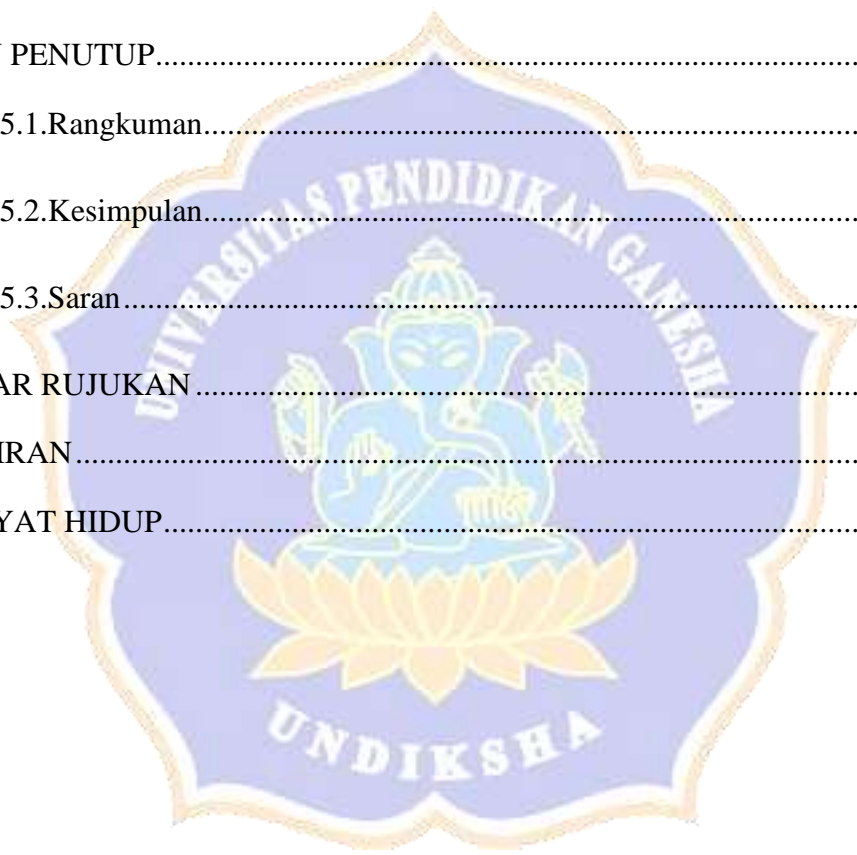 PENUTUP...............................................................................................
5.1.Rangkuman.........................................................................................
5.2.Kesimpulan.........................................................................................
5.3.Saran....................................................................................................
AR RUJUKAN..........................................................................................
IRAN...........................................................................................................
YAT HIDUP..............................................................................................
UNIVERSITAS PENDIDIKAN GANESHA
UNDIKSHA